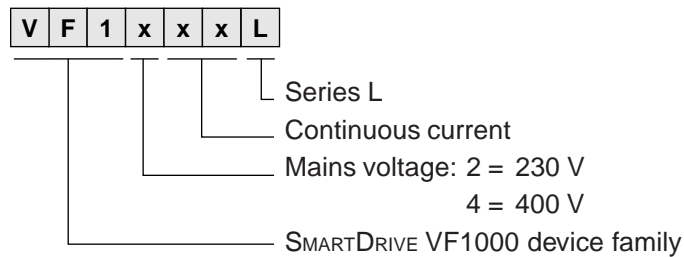 V F 1 x x x L
Series L
Continuous current
Mains voltage: 2 = 230 V
4 = 400 V
SMARTDRIVE VF1000 device family